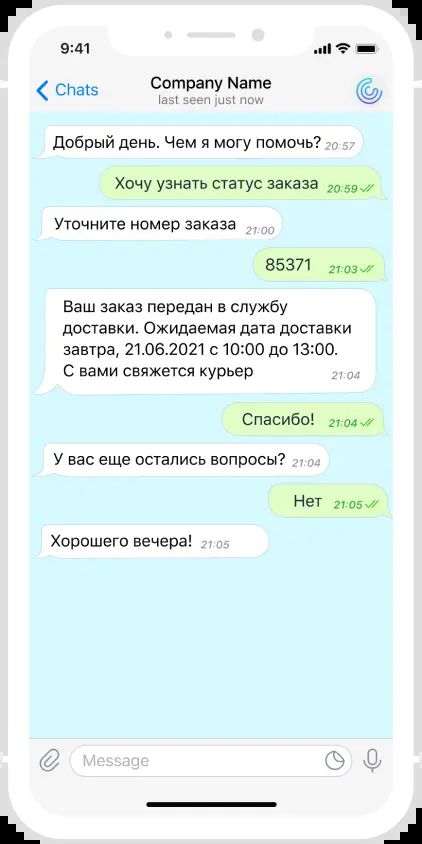 9:41
Chats
Company Name
last seen just now
Добрый день. Чем я могу помочь? 20:57
Хочу узнать статус заказа 20:59
Уточните номер заказа 21:00
85371 21:03
Ваш заказ передан в службу
доставки. Ожидаемая дата доставки
завтра, 21.06.2021 с 10:00 до 13:00.
С вами свяжется курьер 21:04
Спасибо! 21:04
У вас еще остались вопросы? 21:04
Нет 21:05
Хорошего вечера! 21:05
Message